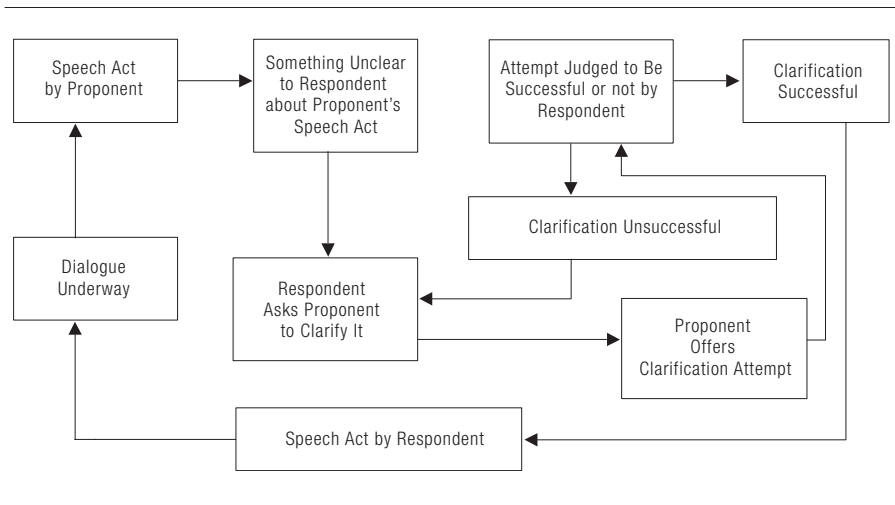 Speech Act
by Proponent
Something Unclear
to Respondent
about Proponent's
Speech Act
Attempt Judged to Be
Successful or not by
Respondent
Clarification
Successful
Clarification Unsuccessful
Dialogue
Underway
Respondent
Asks Proponent
to Clarify It
Proponent
Offers
Clarification Attempt
Speech Act by Respondent